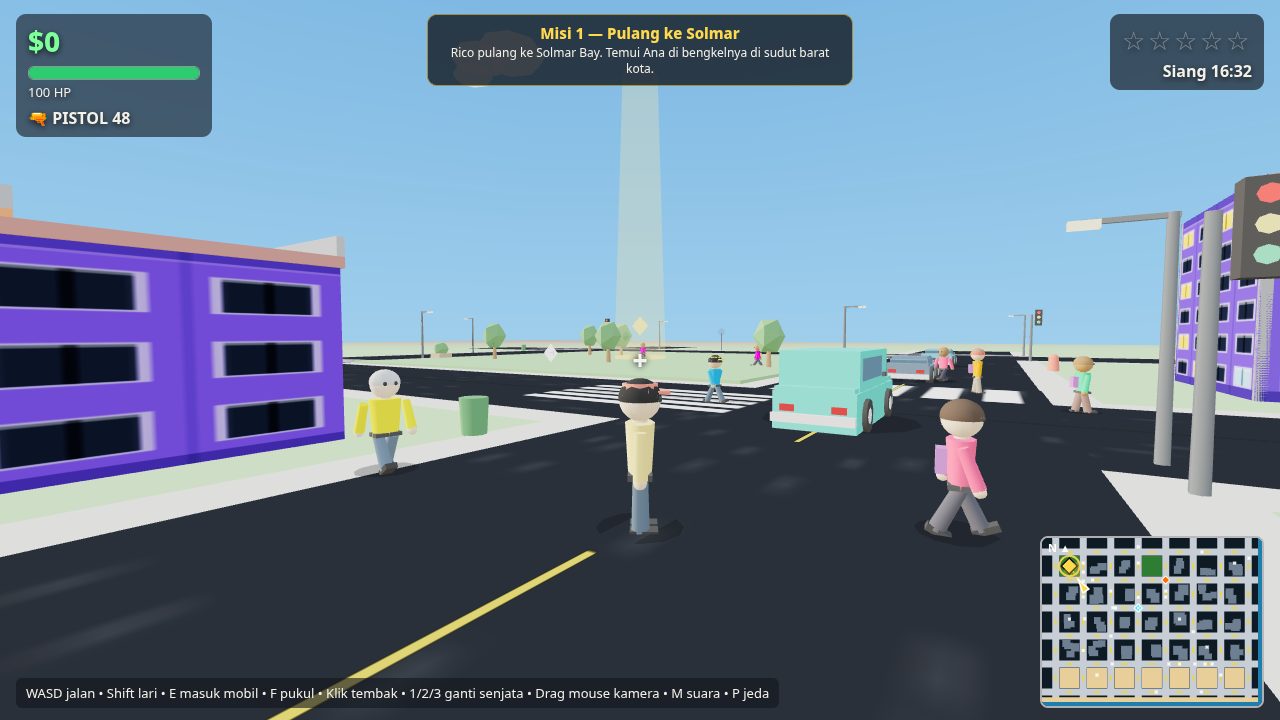 $0
100 HP
PISTOL 48
Misi 1 — Pulang ke Solmar
Rico pulang ke Solmar Bay. Temui Ana di bengkelnya di sudut barat
kota.
☆☆☆☆☆
Siang 16:32
N ▲
WASD jalan • Shift lari • E masuk mobil • F pukul • Klik tembak • 1/2/3 ganti senjata • Drag mouse kamera • M suara • P jeda